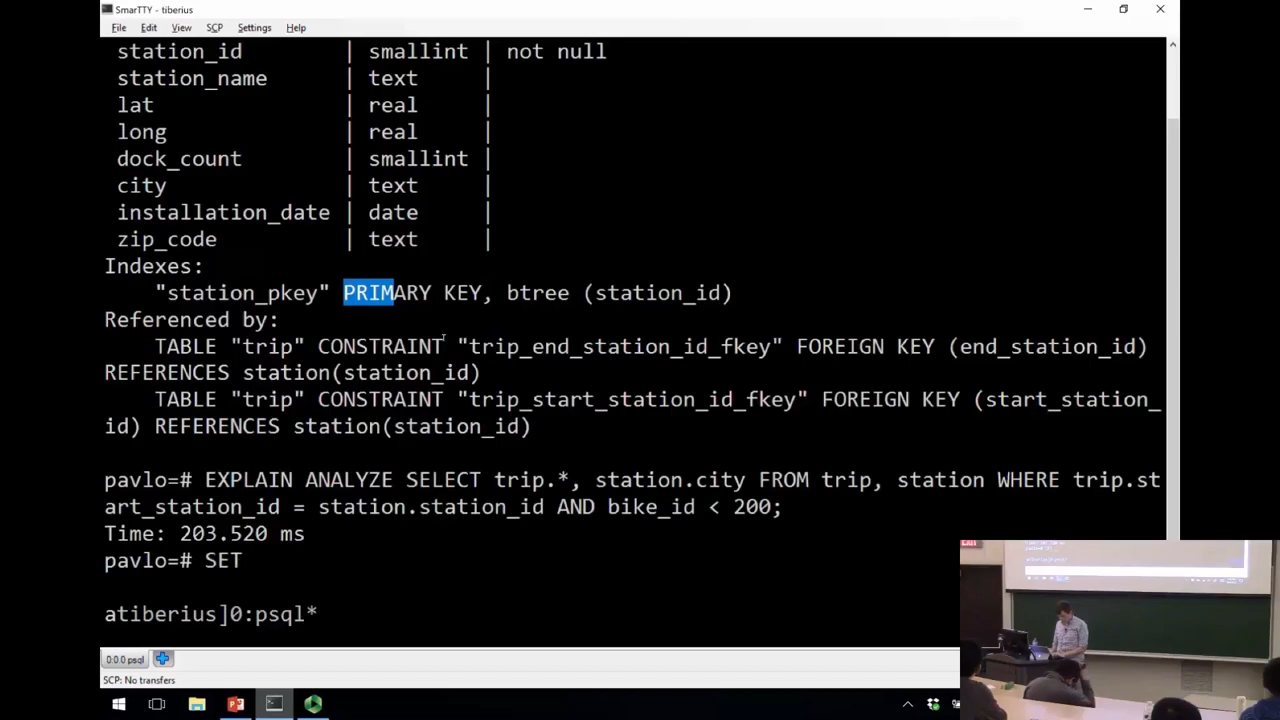 SmarTTY - tiberius
File Edit View SCP Settings Help
station_id | smallint | not null
station_name | text |
lat | real |
long | real |
dock_count | smallint |
city | text |
installation_date | date |
zip_code | text |
Indexes:
"station_pkey" PRIMARY KEY, btree (station_id)
Referenced by:
TABLE "trip" CONSTRAINT "trip_end_station_id_fkey" FOREIGN KEY (end_station_id)
REFERENCES station(station_id)
TABLE "trip" CONSTRAINT "trip_start_station_id_fkey" FOREIGN KEY (start_station_
id) REFERENCES station(station_id)
pavlo=# EXPLAIN ANALYZE SELECT trip.*, station.city FROM trip, station WHERE trip.st
art_station_id = station.station_id AND bike_id < 200;
Time: 203.520 ms
pavlo=# SET
atiberius]0:psql*
0:0.0 psql
SCP: No transfers
EXIT